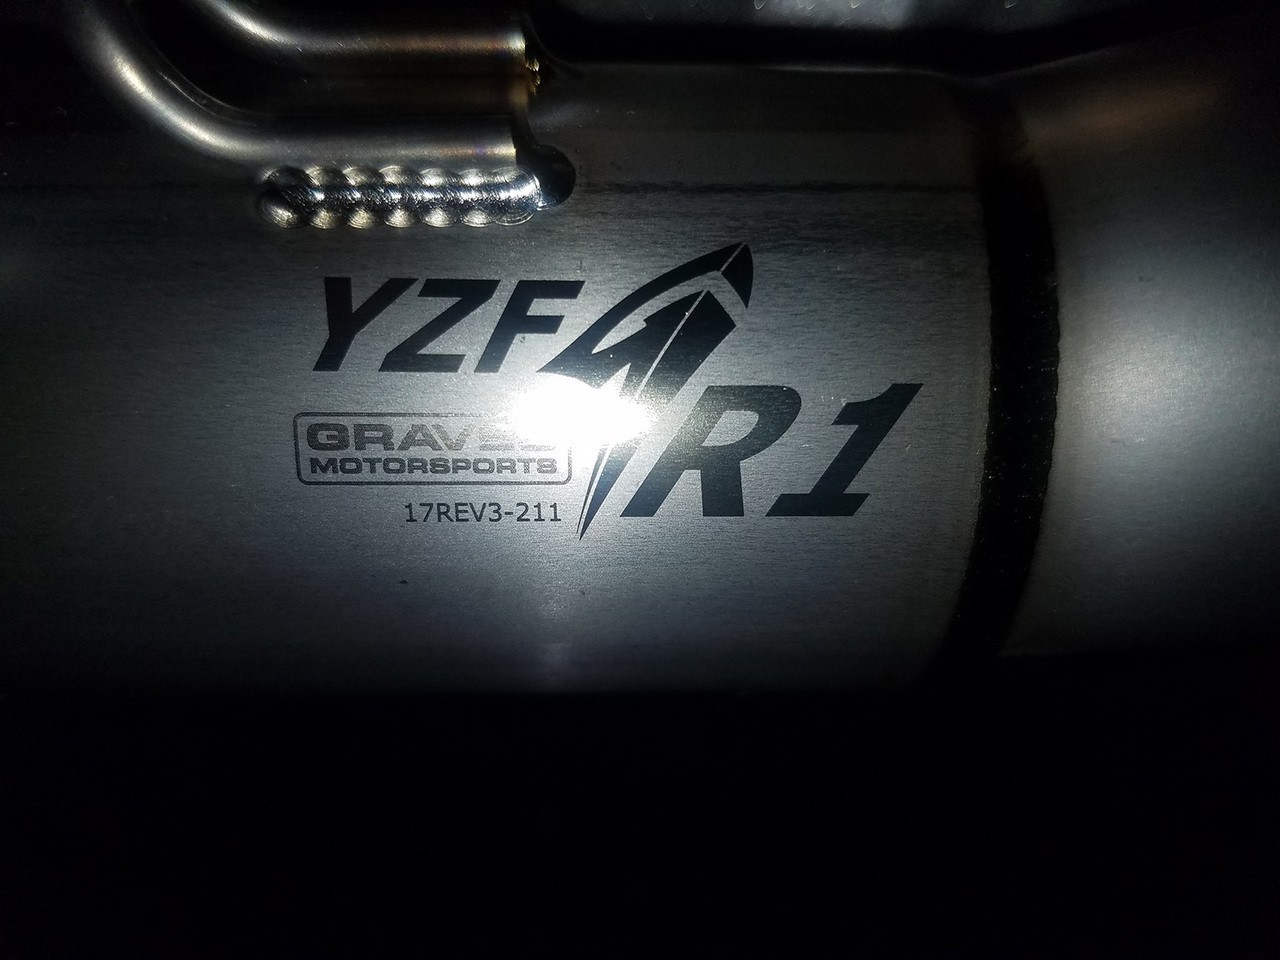 YZF
R1
MOTORSPORTS
17REV3-211